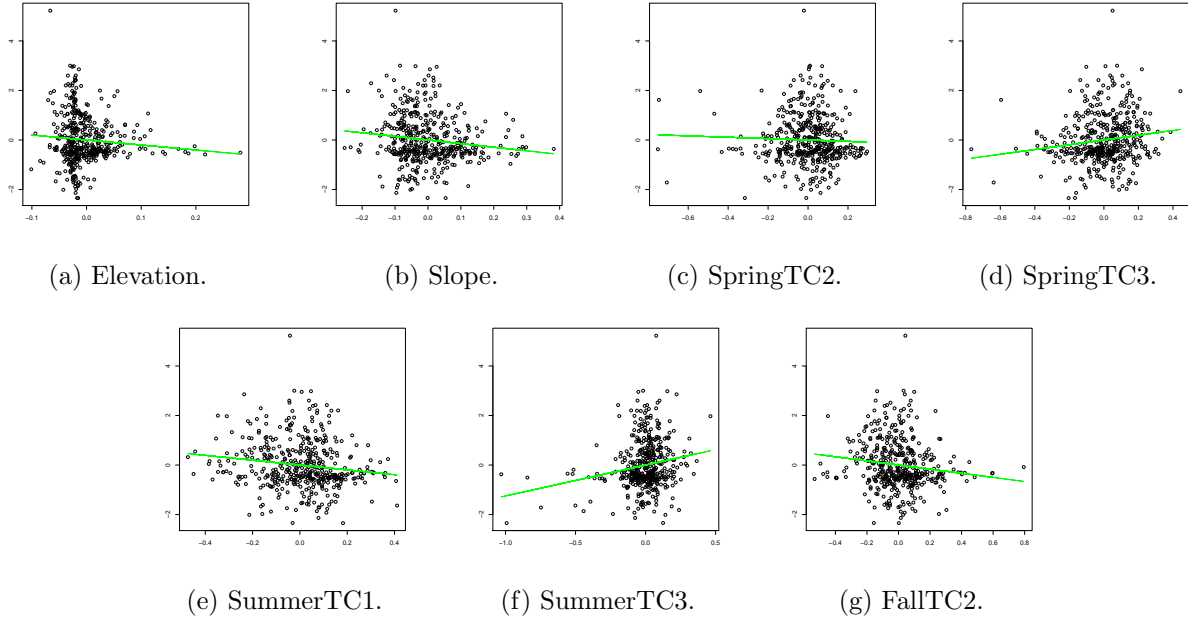 4
2
0
−2
−0.1 0.0 0.1 0.2
(a) Elevation.
4
2
0
−2
−0.2 −0.1 0.0 0.1 0.2 0.3 0.4
(b) Slope.
4
2
0
−2
−0.6 −0.4 −0.2 0.0 0.2
(c) SpringTC2.
4
2
0
−2
−0.8 −0.6 −0.4 −0.2 0.0 0.2 0.4
(d) SpringTC3.
4
2
0
−2
−0.4 −0.2 0.0 0.2 0.4
(e) SummerTC1.
4
2
0
−2
−1.0 −0.5 0.0 0.5
(f) SummerTC3.
4
2
0
−2
−0.4 −0.2 0.0 0.2 0.4 0.6 0.8
(g) FallTC2.